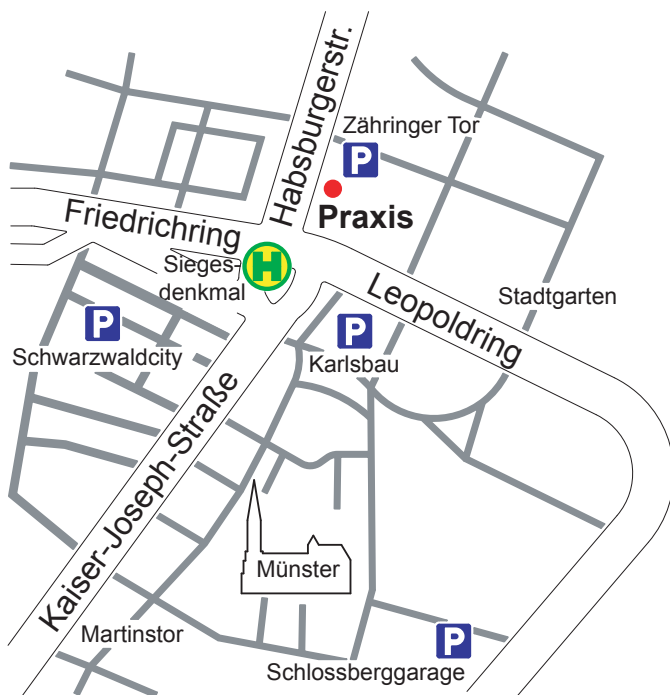 Habsburgerstr.
Zähringer Tor
P
Praxis
Friedrichring
H
Sieges-
denkmal
Leopoldring
Stadtgarten
P
Schwarzwaldcity
P
Karlsbau
Kaiser-Joseph-Straße
Münster
Martinstor
P
Schlossberggarage